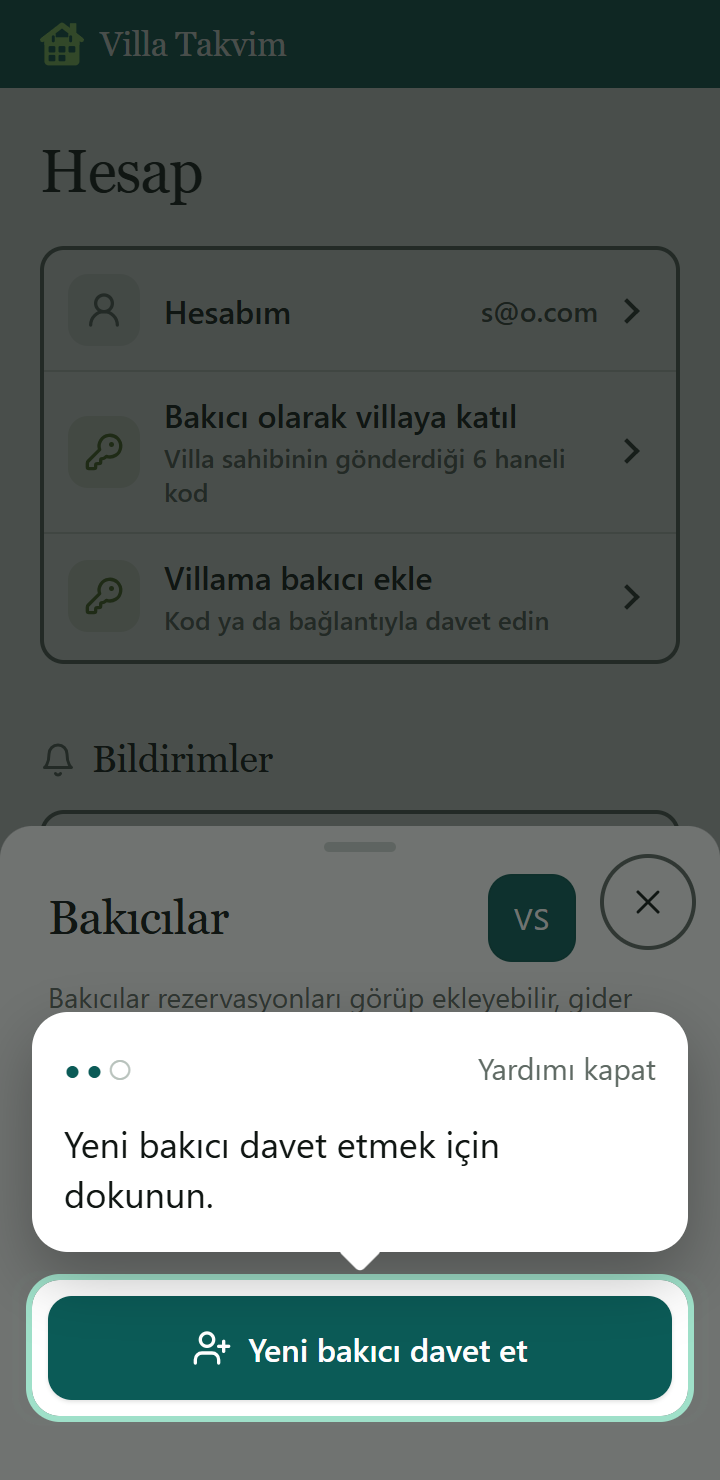 Villa Takvim
Hesap
Hesabım
s@o.com
Bakıcı olarak villaya katıl
Villa sahibinin gönderdiği 6 haneli
kod
Villama bakıcı ekle
Kod ya da bağlantıyla davet edin
Bildirimler
Bakıcılar
VS
Bakıcılar rezervasyonları görüp ekleyebilir, gider
Yardımı kapat
Yeni bakıcı davet etmek için
dokunun.
Yeni bakıcı davet et